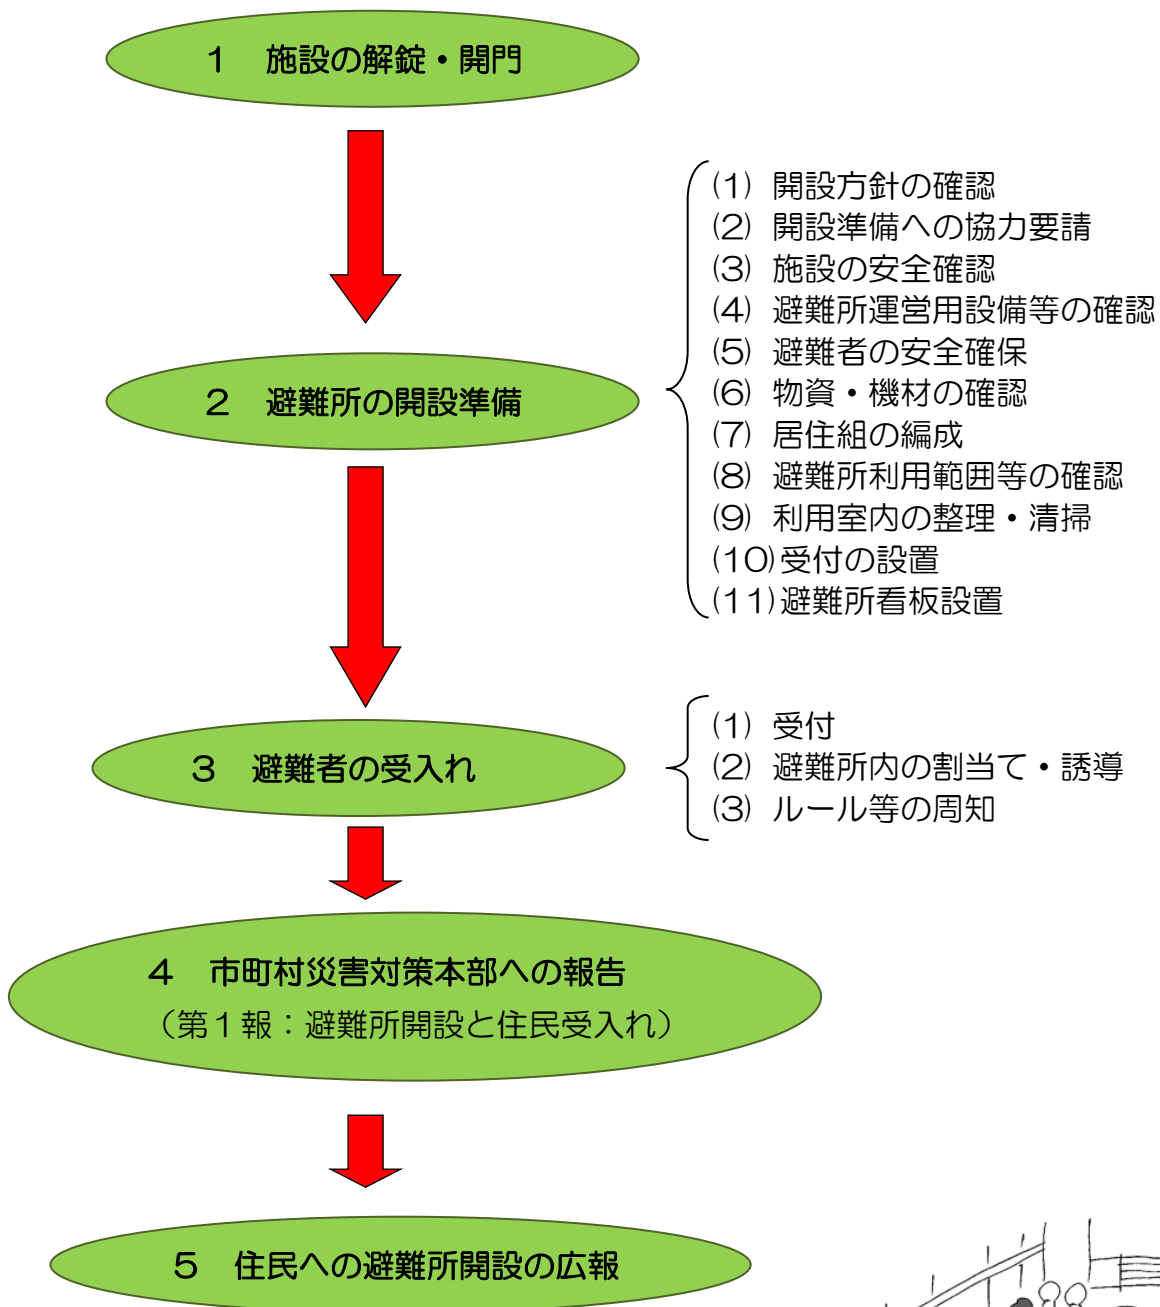 １　施設の解錠・開門
２　避難所の開設準備
(1) 開設方針の確認
(2) 開設準備への協力要請
(3) 施設の安全確認
(4) 避難所運営用設備等の確認
(5) 避難者の安全確保
(6) 物資・機材の確認
(7) 居住組の編成
(8) 避難所利用範囲等の確認
(9) 利用室内の整理・清掃
(10)受付の設置
(11)避難所看板設置
３　避難者の受入れ
(1) 受付
(2) 避難所内の割当て・誘導
(3) ルール等の周知
４　市町村災害対策本部への報告
（第１報：避難所開設と住民受入れ）
５　住民への避難所開設の広報